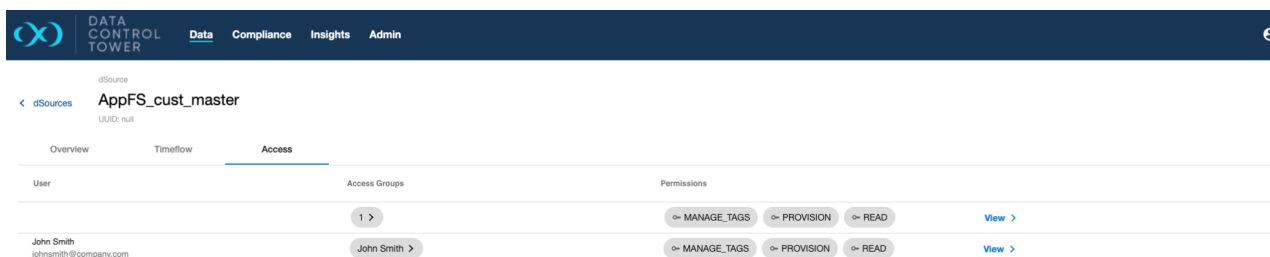 DATA
CONTROL
TOWER
Data Compliance Insights Admin
dSource
dSources AppFS_cust_master
UUID: null
Overview Timeflow Access
User Access Groups Permissions
1 MANAGE_TAGS PROVISION READ View
John Smith
johnsmith@company.com
John Smith MANAGE_TAGS PROVISION READ View